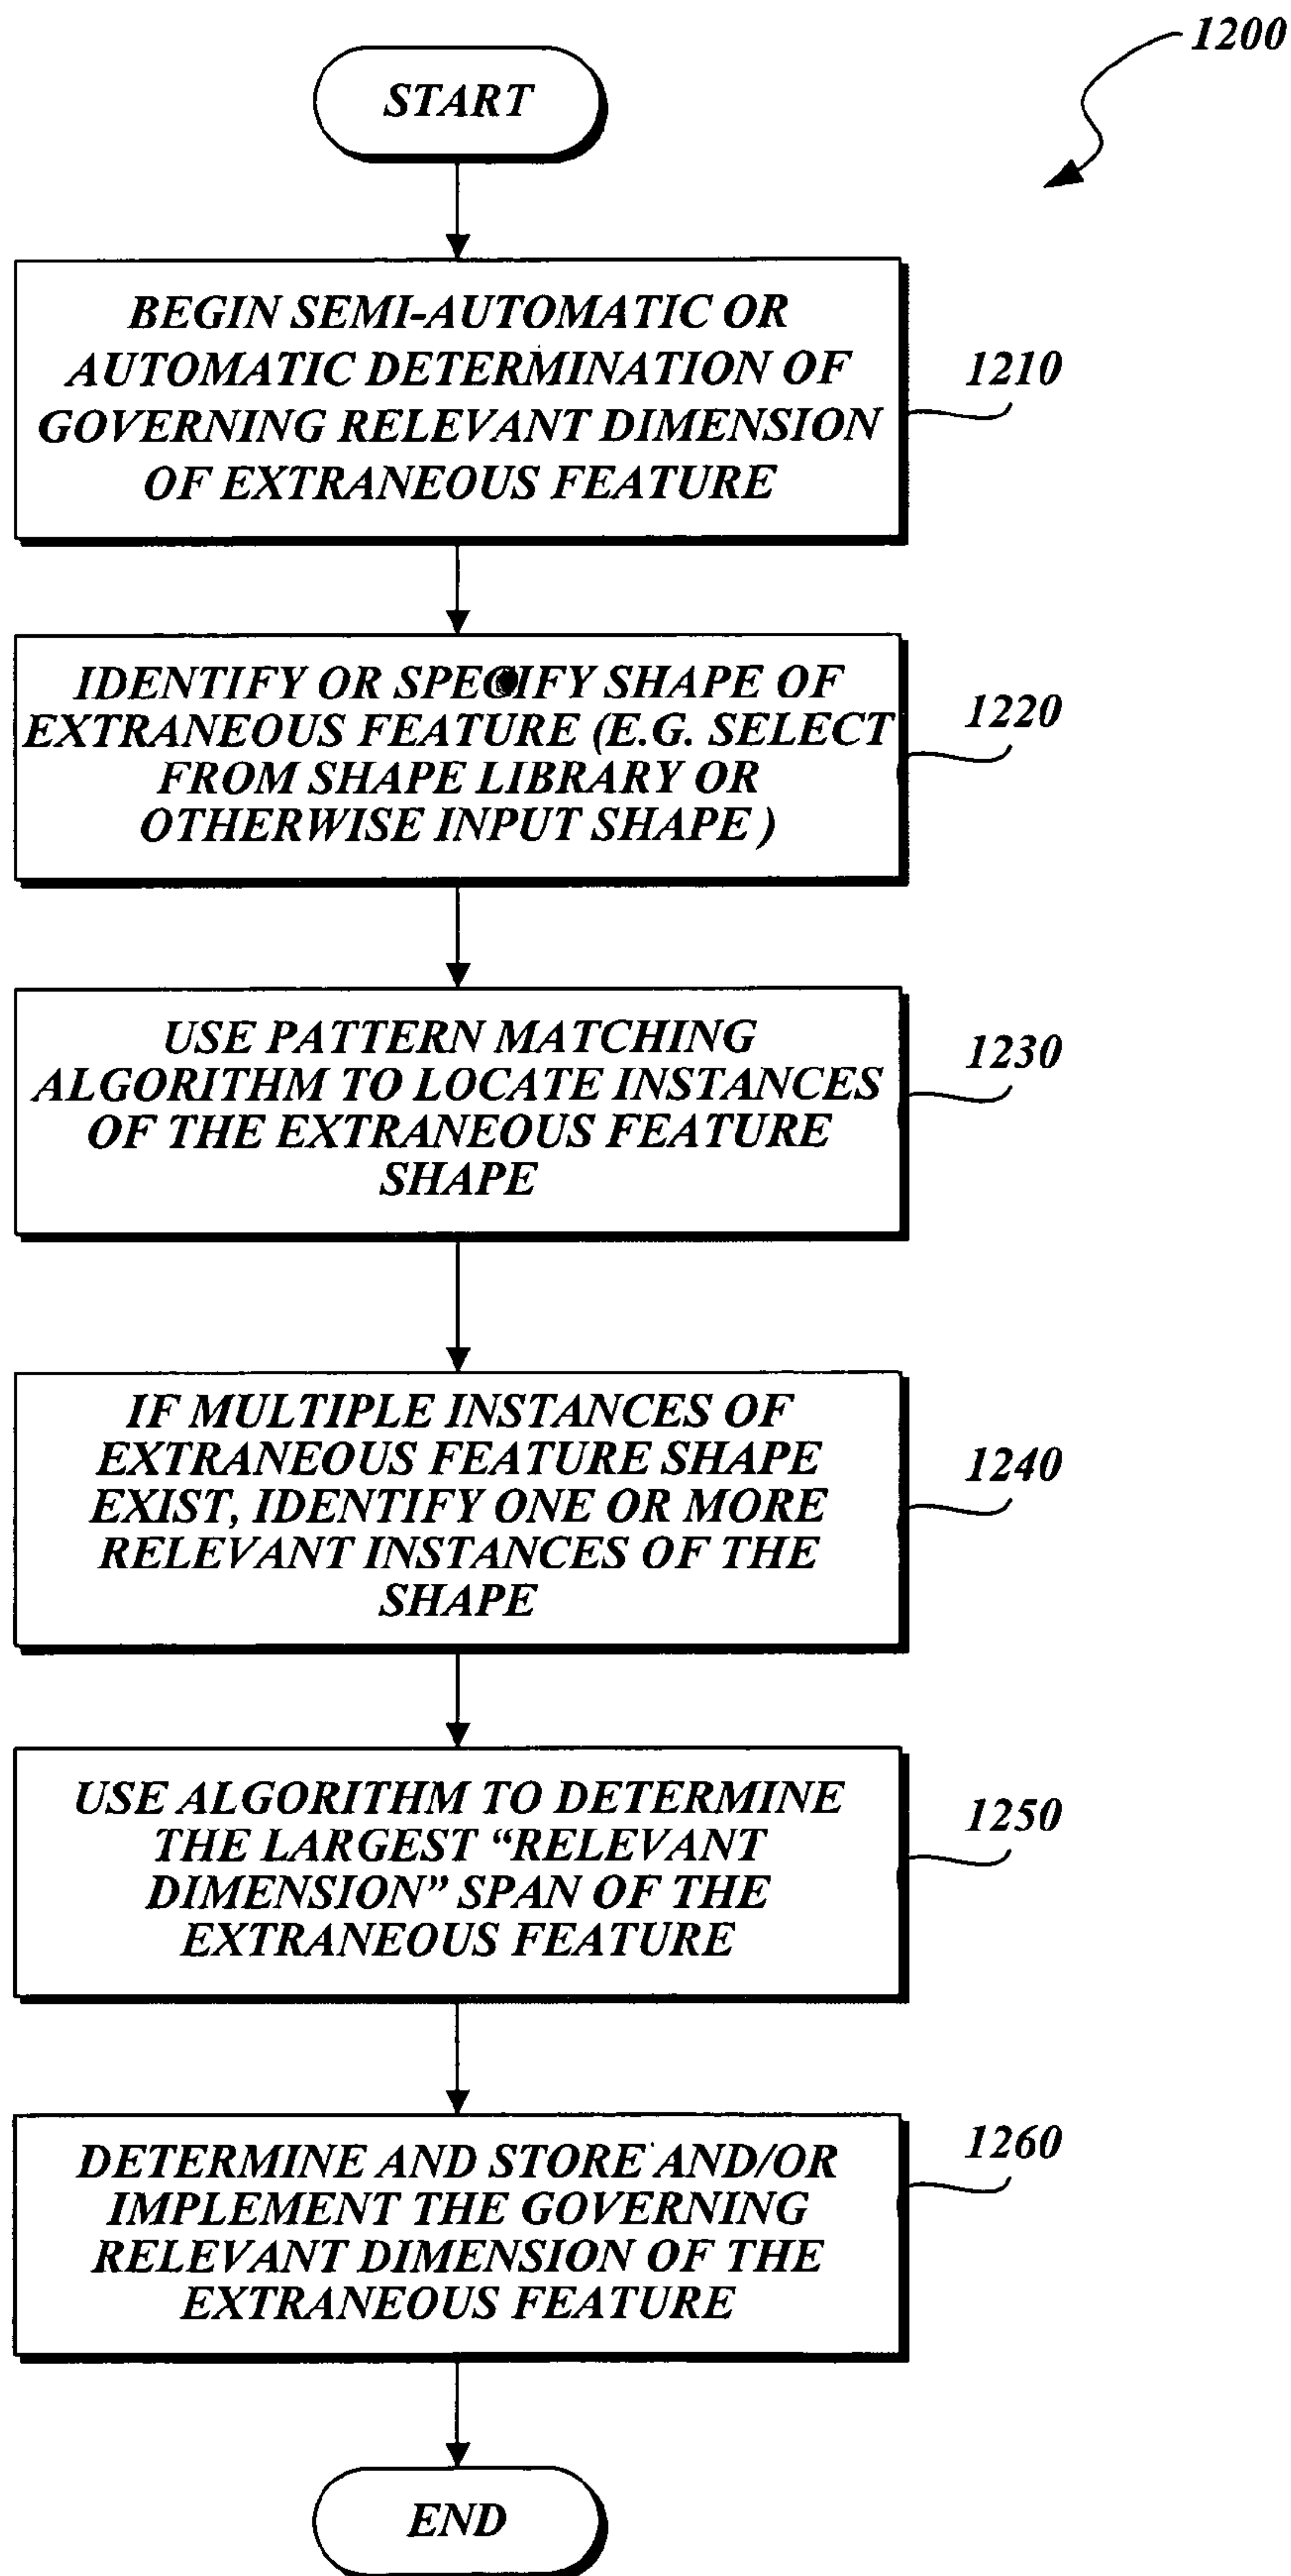 1200
START
BEGIN SEMI-AUTOMATIC OR
AUTOMATIC DETERMINATION OF
GOVERNING RELEVANT DIMENSION
OF EXTRANEOUS FEATURE
1210
IDENTIFY OR SPECIFY SHAPE OF
EXTRANEOUS FEATURE (E.G. SELECT
FROM SHAPE LIBRARY OR
OTHERWISE INPUT SHAPE)
1220
USE PATTERN MATCHING
ALGORITHM TO LOCATE INSTANCES
OF THE EXTRANEOUS FEATURE
SHAPE
1230
IF MULTIPLE INSTANCES OF
EXTRANEOUS FEATURE SHAPE
EXIST, IDENTIFY ONE OR MORE
RELEVANT INSTANCES OF THE
SHAPE
1240
USE ALGORITHM TO DETERMINE
THE LARGEST “RELEVANT
DIMENSION” SPAN OF THE
EXTRANEOUS FEATURE
1250
DETERMINE AND STORE AND/OR
IMPLEMENT THE GOVERNING
RELEVANT DIMENSION OF THE
EXTRANEOUS FEATURE
1260
END